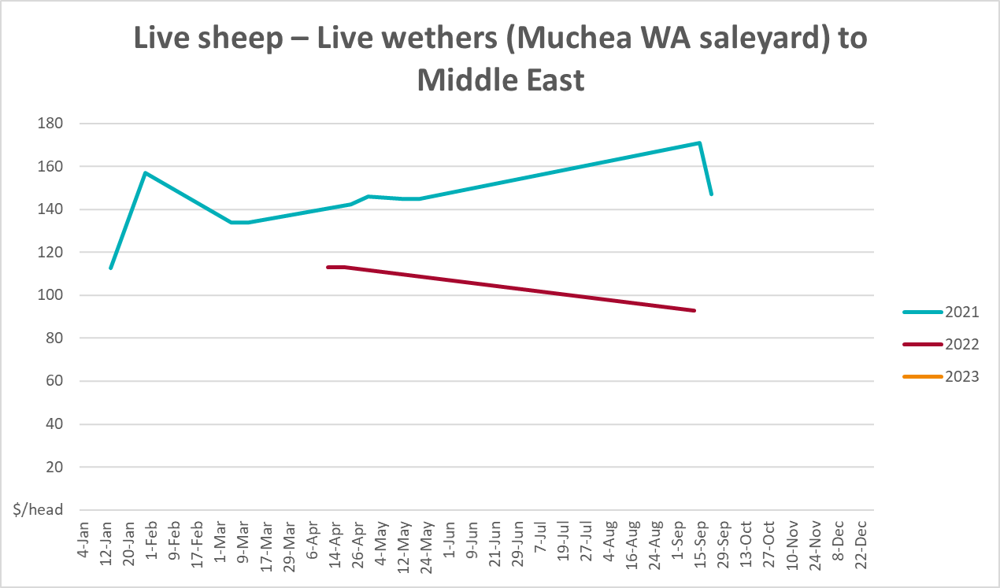 Live sheep – Live wethers (Muchea WA saleyard) to
Middle East
180
160
140
120
100
80
60
40
20
$/head
4-Jan
12-Jan
20-Jan
1-Feb
9-Feb
17-Feb
1-Mar
9-Mar
17-Mar
29-Mar
6-Apr
14-Apr
26-Apr
4-May
12-May
24-May
1-Jun
9-Jun
21-Jun
29-Jun
7-Jul
19-Jul
27-Jul
4-Aug
16-Aug
24-Aug
1-Sep
15-Sep
29-Sep
13-Oct
27-Oct
10-Nov
24-Nov
8-Dec
22-Dec
2021
2022
2023